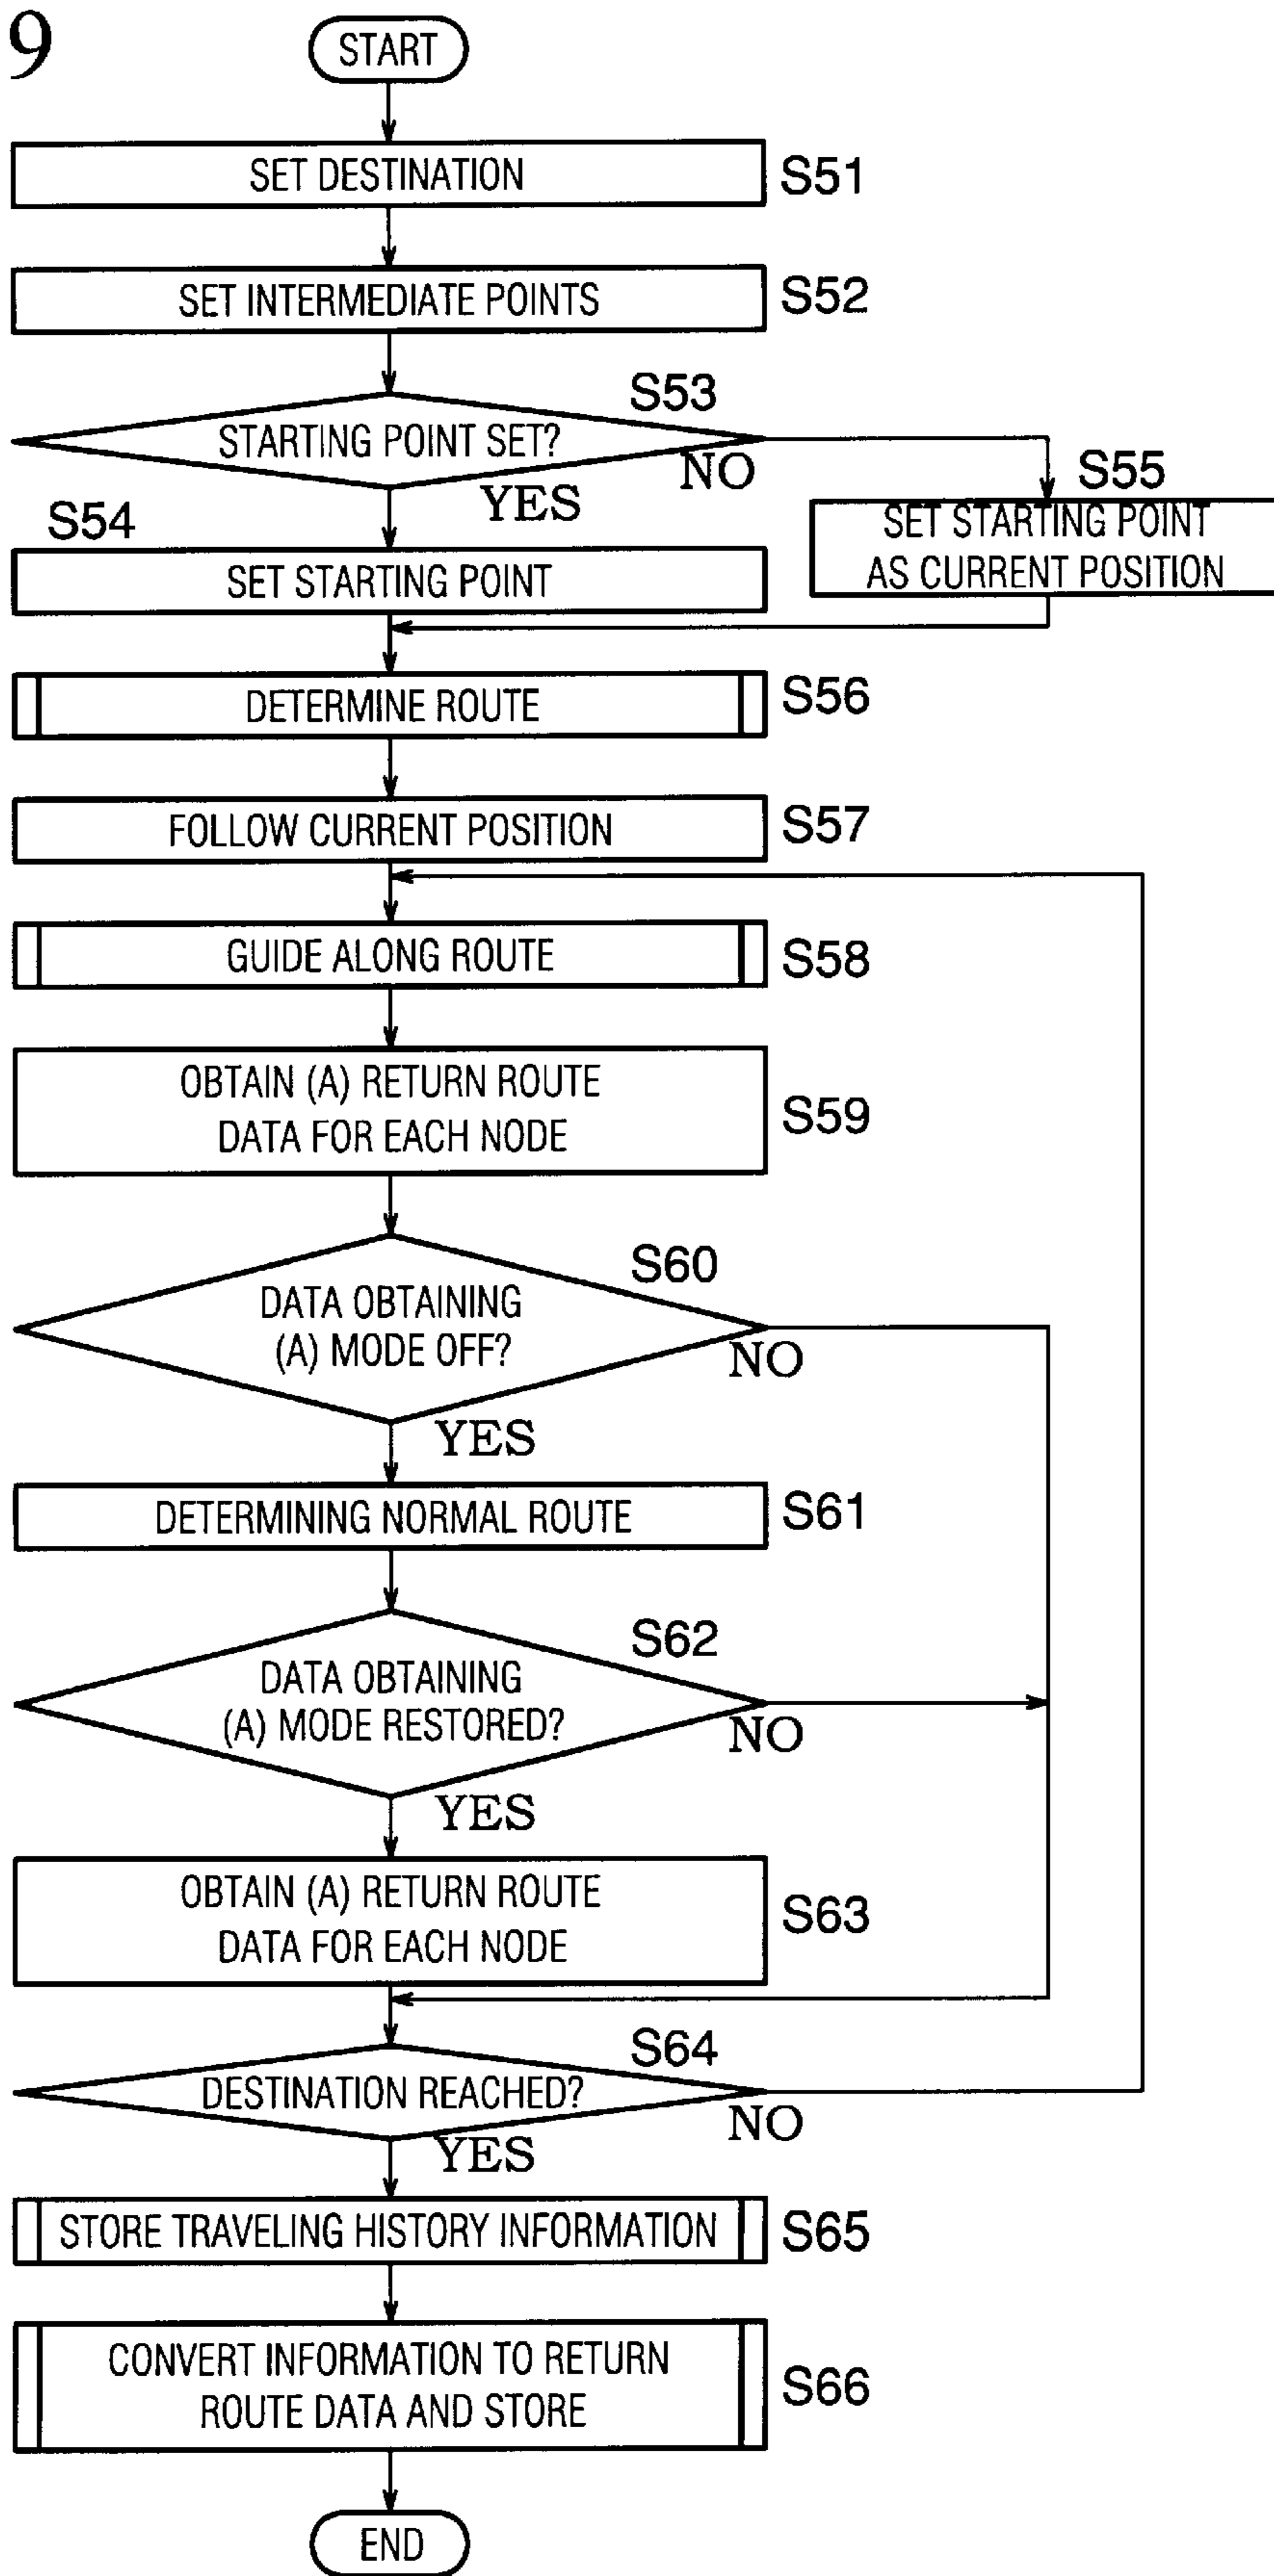 9
START
SET DESTINATION
S51
SET INTERMEDIATE POINTS
S52
S53
STARTING POINT SET?
NO
YES
S55
SET STARTING POINT
AS CURRENT POSITION
S54
SET STARTING POINT
DETERMINE ROUTE
S56
FOLLOW CURRENT POSITION
S57
GUIDE ALONG ROUTE
S58
OBTAIN (A) RETURN ROUTE
DATA FOR EACH NODE
S59
S60
DATA OBTAINING
(A) MODE OFF?
NO
YES
DETERMINING NORMAL ROUTE
S61
S62
DATA OBTAINING
(A) MODE RESTORED?
NO
YES
OBTAIN (A) RETURN ROUTE
DATA FOR EACH NODE
S63
S64
DESTINATION REACHED?
NO
YES
STORE TRAVELING HISTORY INFORMATION
S65
CONVERT INFORMATION TO RETURN
ROUTE DATA AND STORE
S66
END